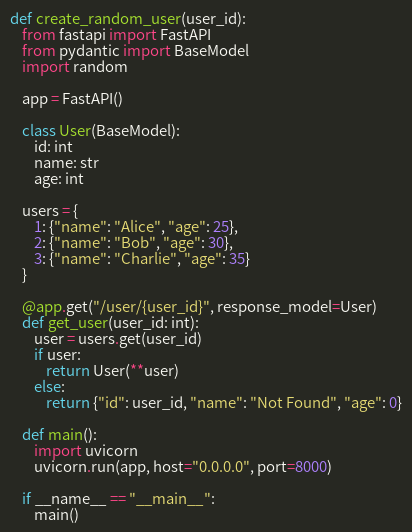 def create_random_user(user_id):
    from fastapi import FastAPI
    from pydantic import BaseModel
    import random

    app = FastAPI()

    class User(BaseModel):
        id: int
        name: str
        age: int

    users = {
        1: {"name": "Alice", "age": 25},
        2: {"name": "Bob", "age": 30},
        3: {"name": "Charlie", "age": 35}
    }

    @app.get("/user/{user_id}", response_model=User)
    def get_user(user_id: int):
        user = users.get(user_id)
        if user:
            return User(**user)
        else:
            return {"id": user_id, "name": "Not Found", "age": 0}

    def main():
        import uvicorn
        uvicorn.run(app, host="0.0.0.0", port=8000)

    if __name__ == "__main__":
        main()